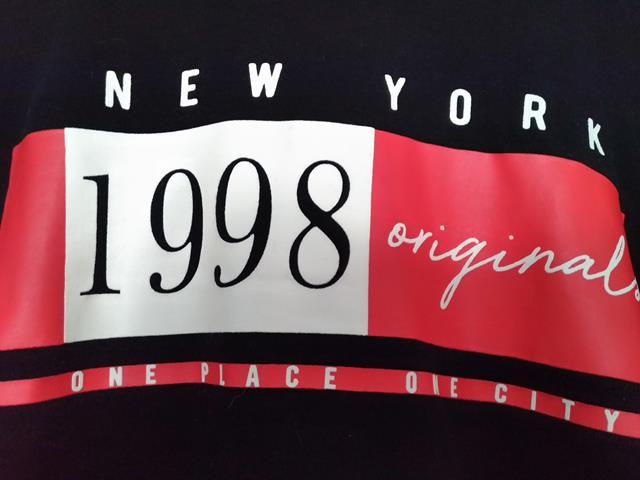 NEW YORK
1998 originals
ONE PLACE ONE CITY